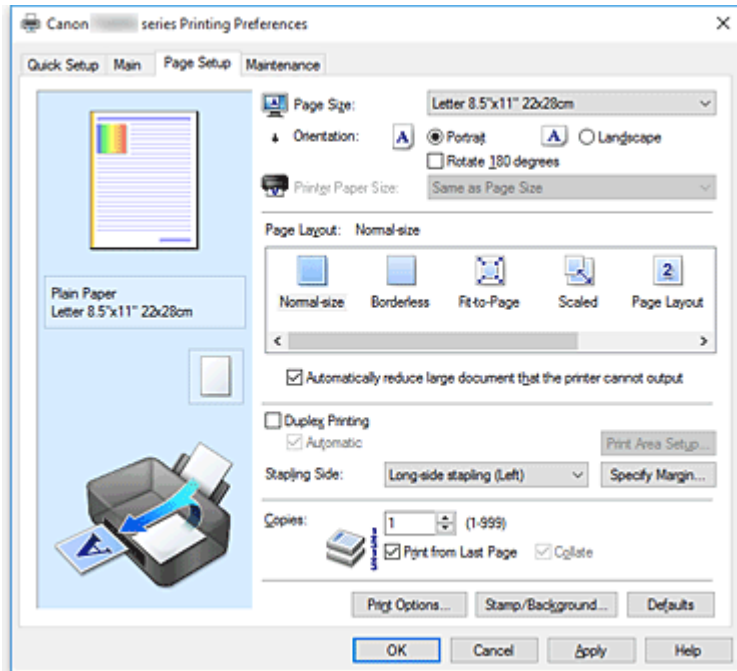 Canon series Printing Preferences
Quick Setup Main Page Setup Maintenance
Page Size: Letter 8.5"x11" 22x28cm
Orientation: A Portrait A Landscape
Rotate 180 degrees
Printer Paper Size: Same as Page Size
Page Layout: Normal-size
2
Normal-size Borderless Fit-to-Page Scaled Page Layout
Plain Paper
Letter 8.5"x11" 22x28cm
Automatically reduce large document that the printer cannot output
Duplex Printing
Automatic Print Area Setup...
Stapling Side: Long-side stapling (Left) Specify Margin...
Copies: 1 (1-999)
Print from Last Page Collate
A
Print Options... Stamp/Background... Defaults
OK Cancel Apply Help